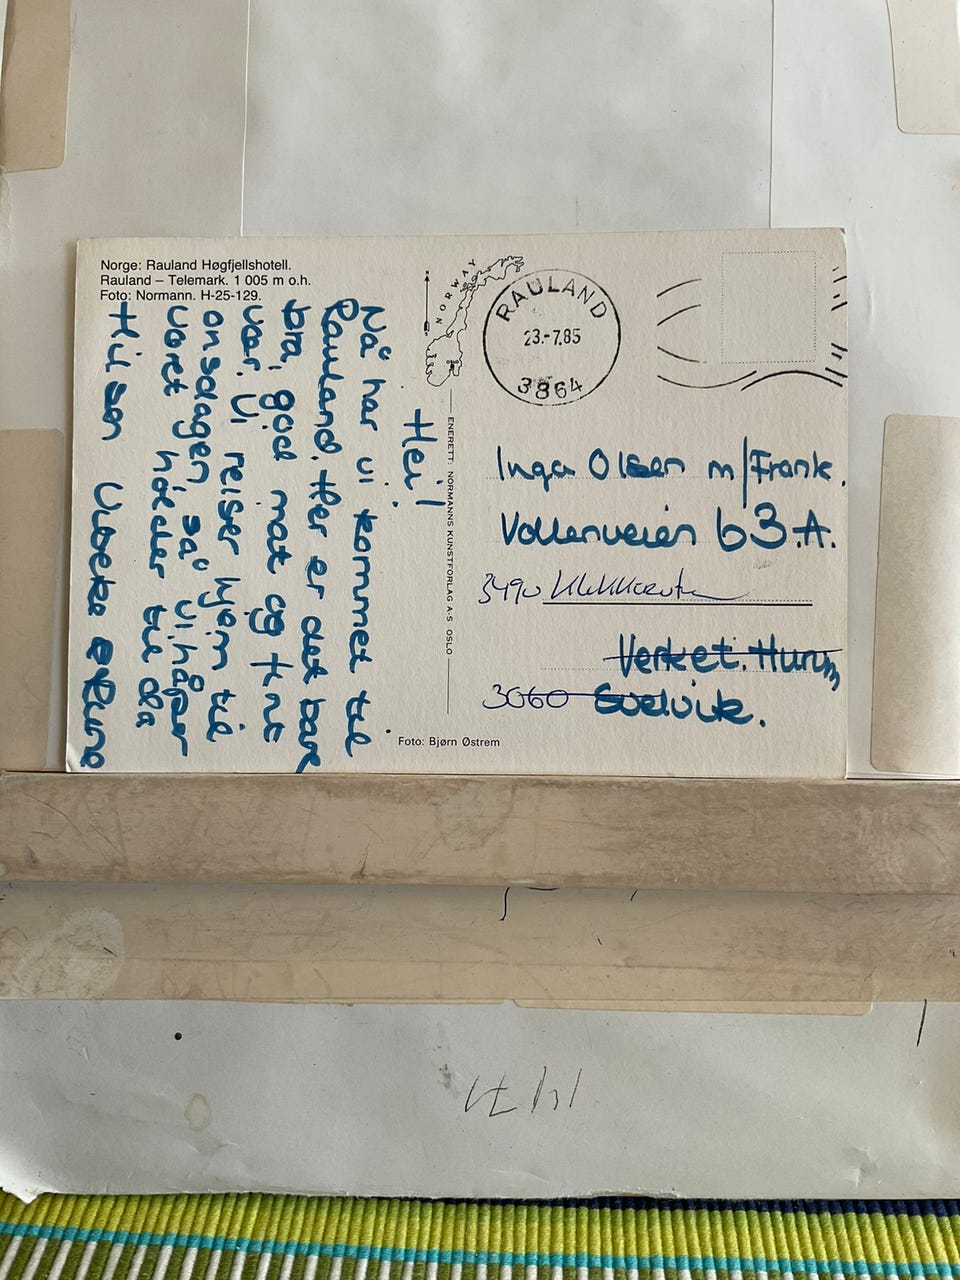 Norge: Rauland Høgfjellshotell.
Rauland – Telemark. 1 005 m o.h.
Foto: Normann. H-25-129.
Hei!
Nå har vi kommet til
Rauland. Her er det bare
bra, god mat og fint
vær. Vi reiser hjem til
onsdagen, så vi håper
været holder til da
Hilsen Vibeke & Rune
NORWAY
ENERETT: NORMANNS KUNSTFORLAG A·S OSLO
Foto: Bjørn Østrem
RAULAND
23.-7.85
3864
Inga Olsen m/Frank.
Vollenveien 63.A.
3490 Klokkarstua
Verket. Hurum
3060 Svelvik.